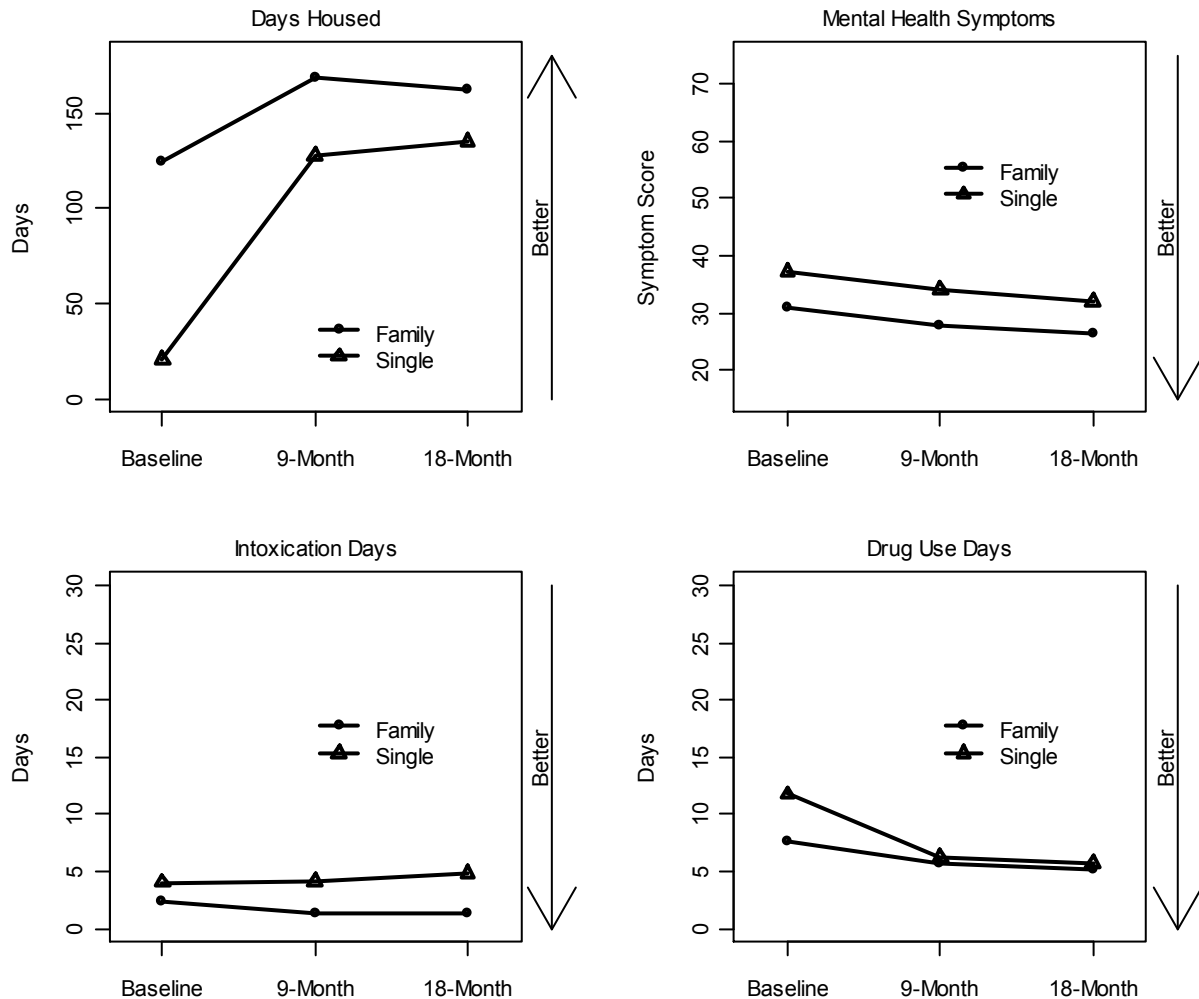 Days Housed
Days
0
50
100
150
Family
Single
Better
Baseline
9-Month
18-Month
Mental Health Symptoms
Symptom Score
20
30
40
50
60
70
Family
Single
Better
Baseline
9-Month
18-Month
Intoxication Days
Days
0
5
10
15
20
25
30
Family
Single
Better
Baseline
9-Month
18-Month
Drug Use Days
Days
0
5
10
15
20
25
30
Family
Single
Better
Baseline
9-Month
18-Month